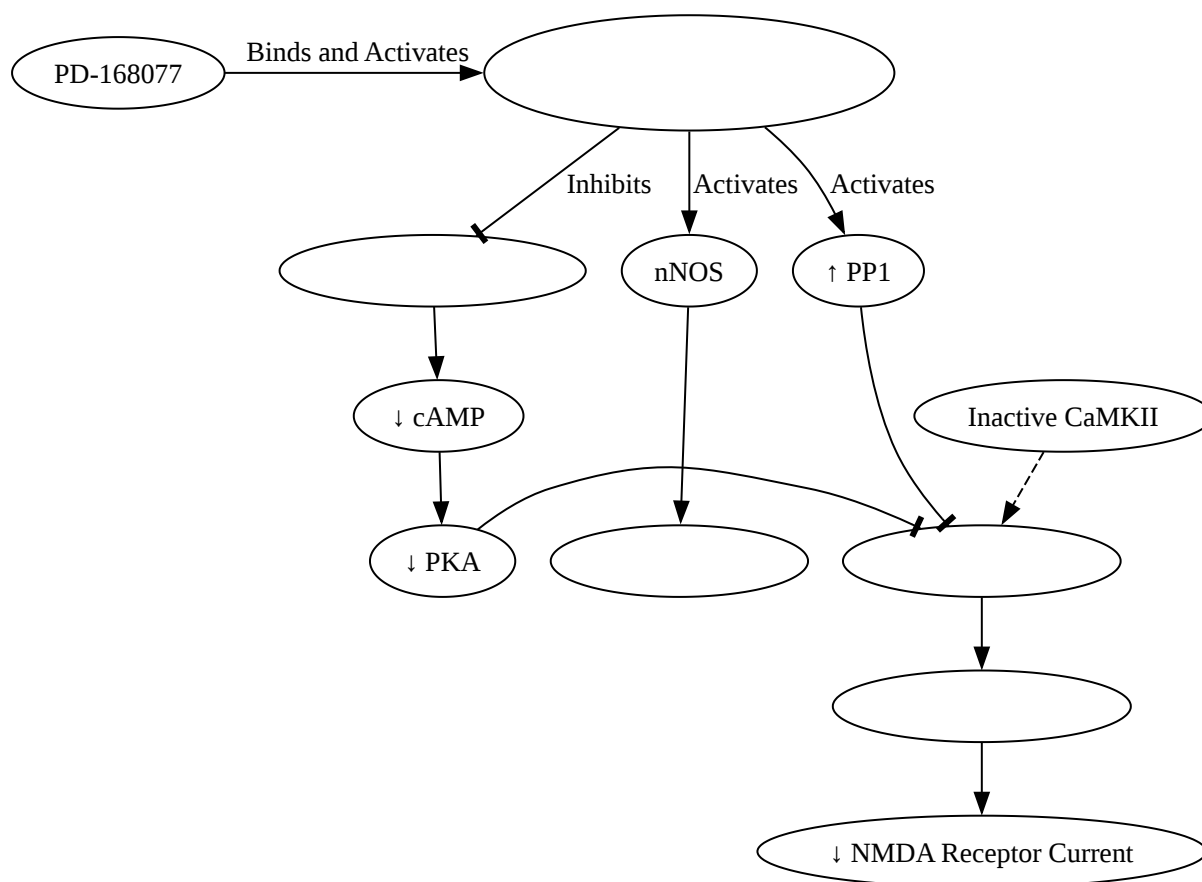 PD-168077
Binds and Activates
Inhibits
Activates
Activates
nNOS
↑ PP1
↓ cAMP
Inactive CaMKII
↓ PKA
↓ NMDA Receptor Current